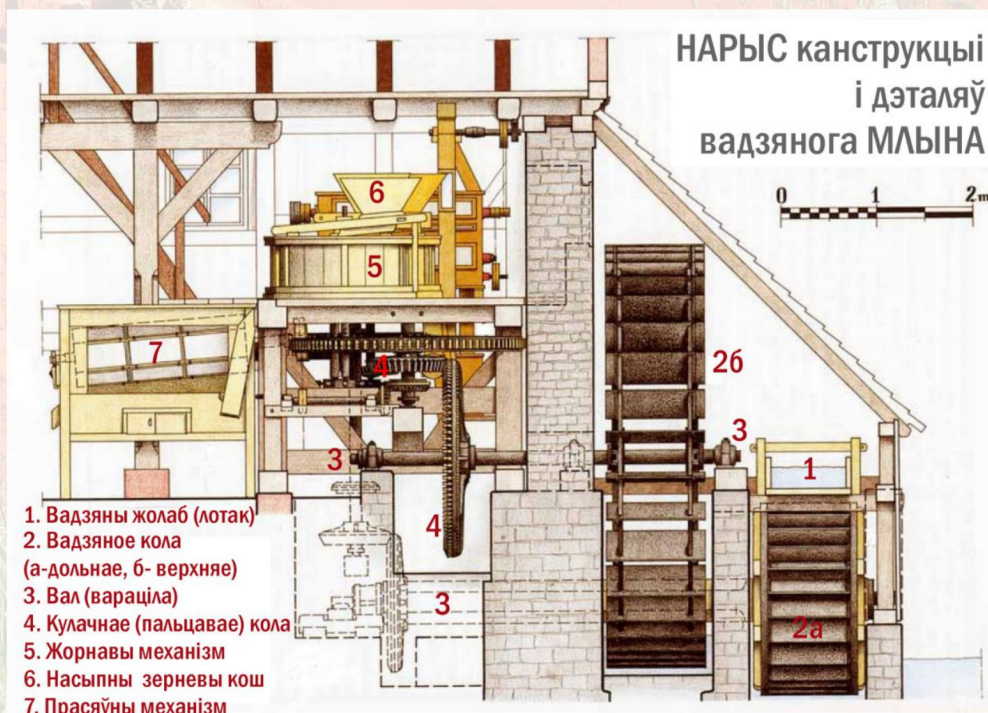 НАРЫС канструкцыі
і дэталяў
вадзянога МЛЫНА
0 1 2м
6
5
7
4
2б
3
3
1
4
3
2а
1. Вадзяны жолаб (лотак)
2. Вадзяное кола
(а-дольнае, б- верхняе)
3. Вал (вараціла)
4. Кулачнае (пальцавае) кола
5. Жорнавы механізм
6. Насыпны зерневы кош
7. Прасяўны механізм